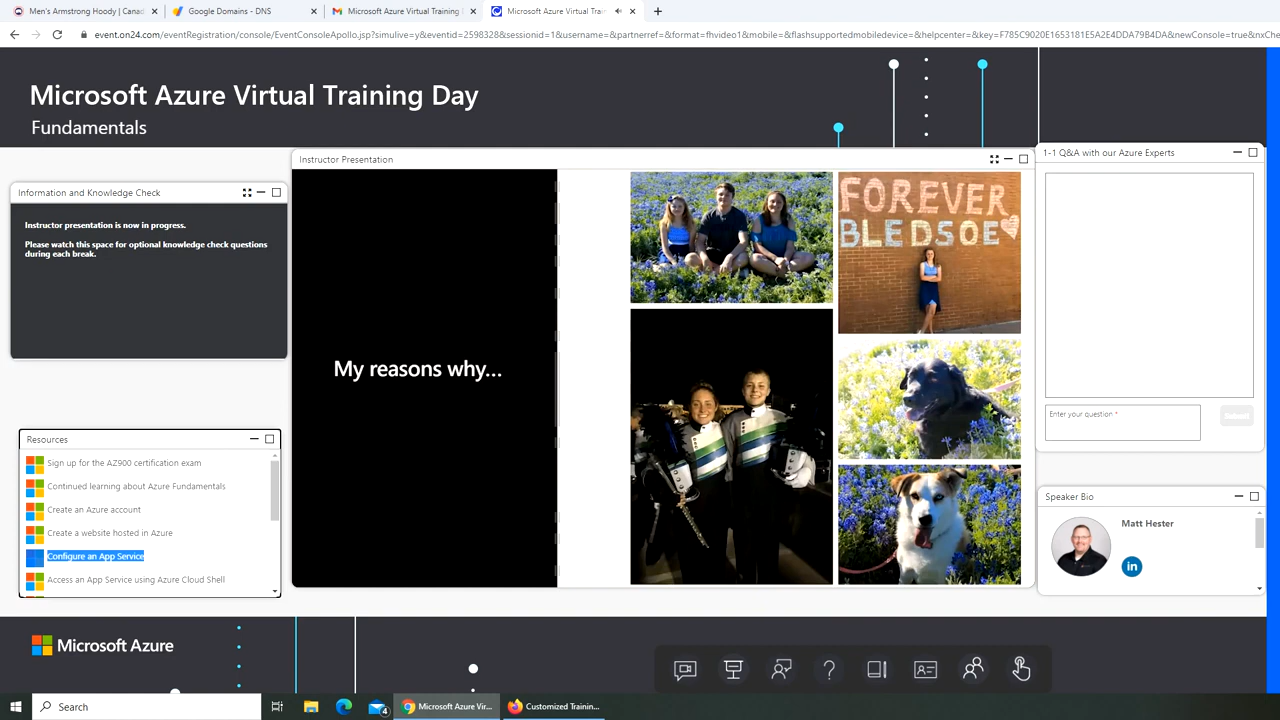 Men's Armstrong Hoody | Canad
Google Domains - DNS
Microsoft Azure Virtual Training D
Microsoft Azure Virtual Train
event.on24.com/eventRegistration/console/EventConsoleApollo.jsp?simulive=y&eventid=2598328&sessionid=1&username=&partnerref=&format=fhvideo1&mobile=&flashsupportedmobiledevice=&helpcenter=&key=F785C9020E1653181E5A2E4DDA79B4DA&newConsole=true&nxChe
Microsoft Azure Virtual Training Day
Fundamentals
Information and Knowledge Check
Instructor presentation is now in progress.
Please watch this space for optional knowledge check questions
during each break.
Resources
Sign up for the AZ900 certification exam
Continued learning about Azure Fundamentals
Create an Azure account
Create a website hosted in Azure
Configure an App Service
Access an App Service using Azure Cloud Shell
Instructor Presentation
My reasons why...
FOREVER
BLEDSOE
1-1 Q&A with our Azure Experts
Enter your question *
Submit
Speaker Bio
Matt Hester
in
Microsoft Azure
Search
4
Microsoft Azure Vir...
Customized Trainin...